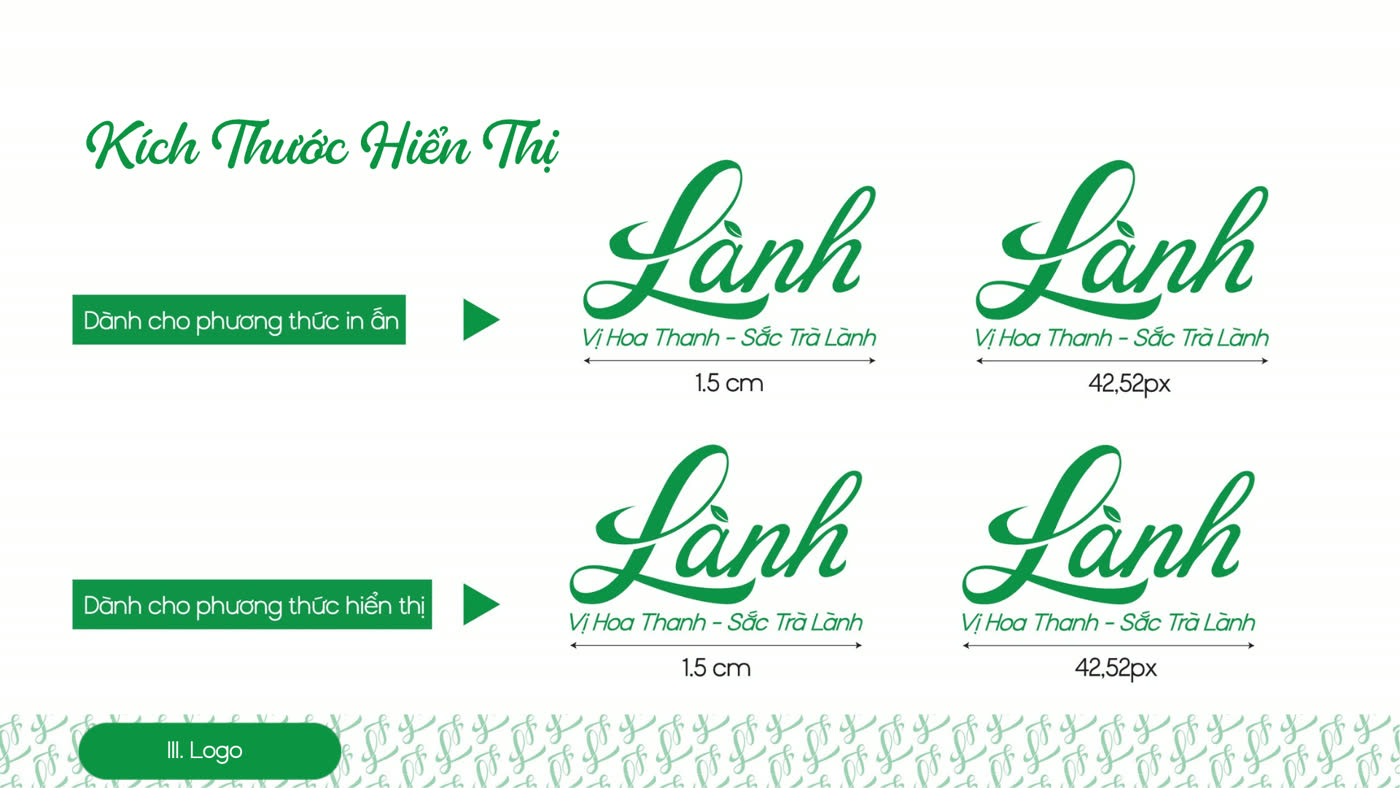 Kích Thước Hiển Thị
Dành cho phương thức in ấn
Lành
Vị Hoa Thanh - Sắc Trà Lành
1.5 cm
Lành
Vị Hoa Thanh - Sắc Trà Lành
42,52px
Dành cho phương thức hiển thị
Lành
Vị Hoa Thanh - Sắc Trà Lành
1.5 cm
Lành
Vị Hoa Thanh - Sắc Trà Lành
42,52px
III. Logo